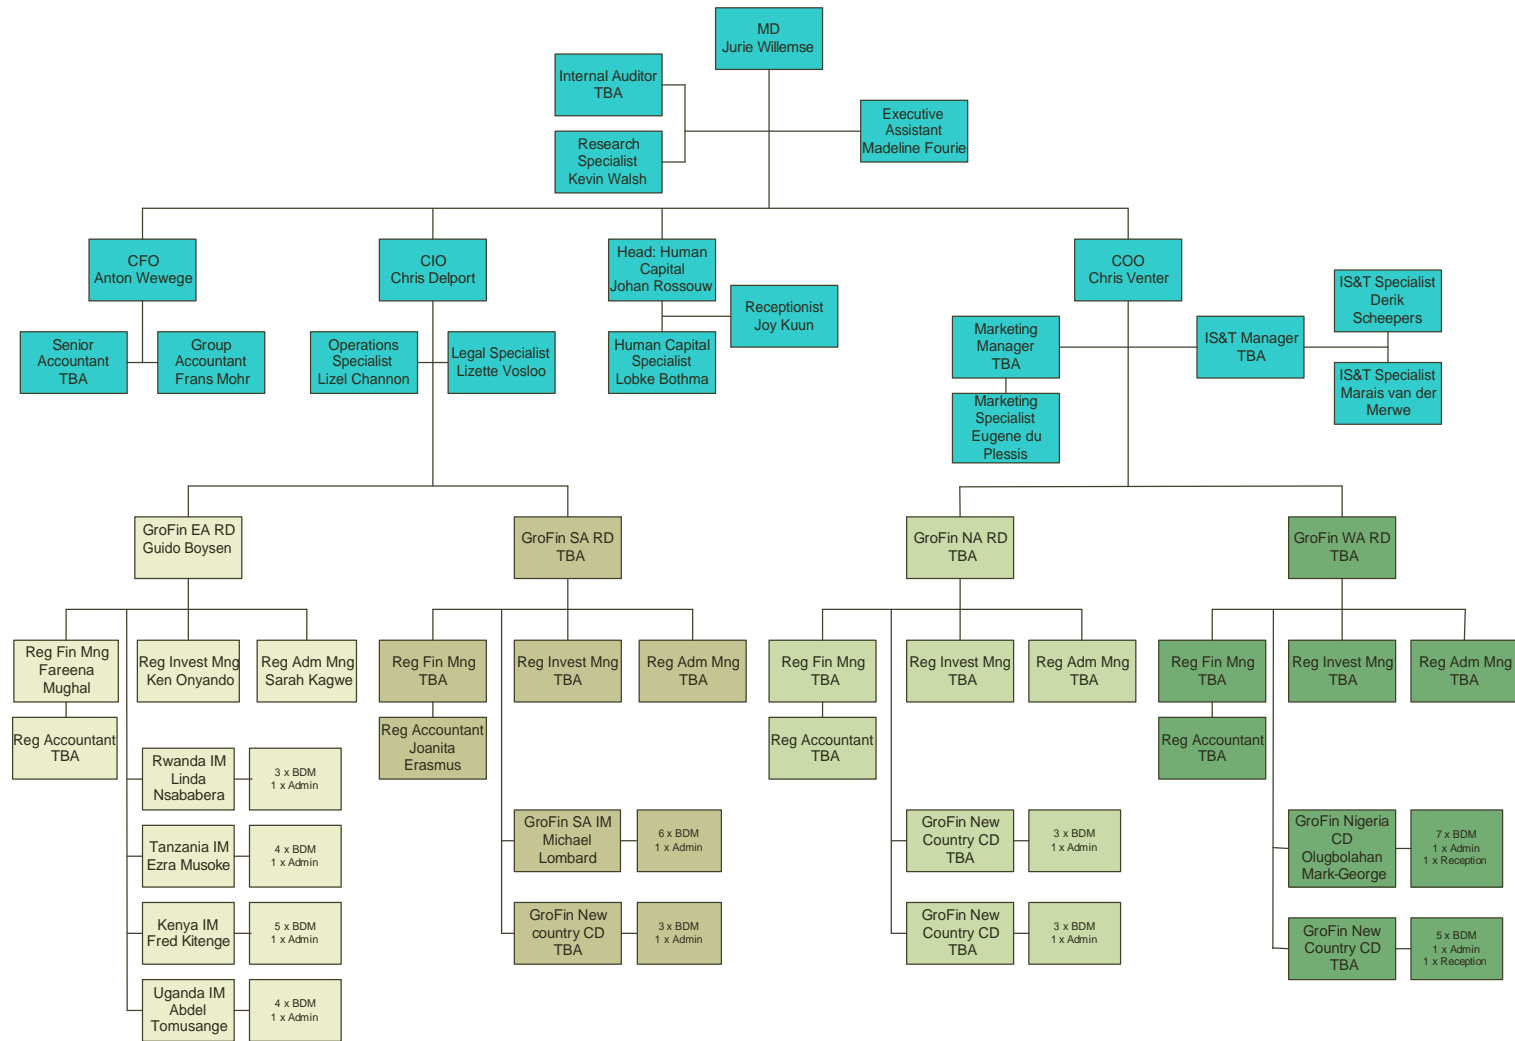 MD
Jurie Willemse
Internal Auditor
TBA
Executive
Assistant
Madeline Fourie
Research
Specialist
Kevin Walsh
CFO
Anton Wewege
CIO
Chris Delport
Head: Human
Capital
Johan Rossouw
COO
Chris Venter
Senior
Accountant
TBA
Group
Accountant
Frans Mohr
Operations
Specialist
Lizel Channon
Legal Specialist
Lizette Vosloo
Receptionist
Joy Kuun
Human Capital
Specialist
Lobke Bothma
Marketing
Manager
TBA
Marketing
Specialist
Eugene du
Plessis
IS&T Manager
TBA
IS&T Specialist
Derik
Scheepers
IS&T Specialist
Marais van der
Merwe
GroFin EA RD
Guido Boysen
GroFin SA RD
TBA
GroFin NA RD
TBA
GroFin WA RD
TBA
Reg Fin Mng
Fareena
Mughal
Reg Invest Mng
Ken Onyando
Reg Adm Mng
Sarah Kagwe
Reg Accountant
TBA
Rwanda IM
Linda
Nsababera
3 x BDM
1 x Admin
Tanzania IM
Ezra Musoke
4 x BDM
1 x Admin
Kenya IM
Fred Kitenge
5 x BDM
1 x Admin
Uganda IM
Abdel
Tomusange
4 x BDM
1 x Admin
Reg Fin Mng
TBA
Reg Invest Mng
TBA
Reg Adm Mng
TBA
Reg Accountant
Joanita
Erasmus
GroFin SA IM
Michael
Lombard
6 x BDM
1 x Admin
GroFin New
country CD
TBA
3 x BDM
1 x Admin
Reg Fin Mng
TBA
Reg Invest Mng
TBA
Reg Adm Mng
TBA
Reg Accountant
TBA
GroFin New
Country CD
TBA
3 x BDM
1 x Admin
GroFin New
Country CD
TBA
3 x BDM
1 x Admin
Reg Fin Mng
TBA
Reg Invest Mng
TBA
Reg Adm Mng
TBA
Reg Accountant
TBA
GroFin Nigeria
CD
Olugbolahan
Mark-George
7 x BDM
1 x Admin
1 x Reception
GroFin New
Country CD
TBA
5 x BDM
1 x Admin
1 x Reception